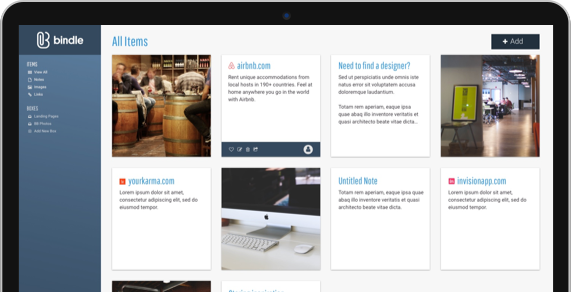 bindle
All Items
+ Add
ITEMS
View All
Notes
Images
Links
BOXES
Landing Pages
BB Photos
Add New Box
airbnb.com
Rent unique accommodations from
local hosts in 190+ countries. Feel at
home anywhere you go in the world
with Airbnb.
Need to find a designer?
Sed ut perspiciatis unde omnis iste
natus error sit voluptatem accusa
doloremque laudantium.
Totam rem aperiam, eaque ipsa
quae abq illo inventore veritatis et
quasi architecto beate vitae dicta...
yourkarma.com
Lorem ipsum dolor sit amet,
consectetur adipiscing elit, sed do
eiusmod tempor.
Untitled Note
Totam rem aperiam, eaque ipsa quae
abaq illo inventore veritatis et quasi
architecto beate vitae dicta.
invisionapp.com
Lorem ipsum dolor sit amet,
consectetur adipiscing elit, sed do
eiusmod tempor.